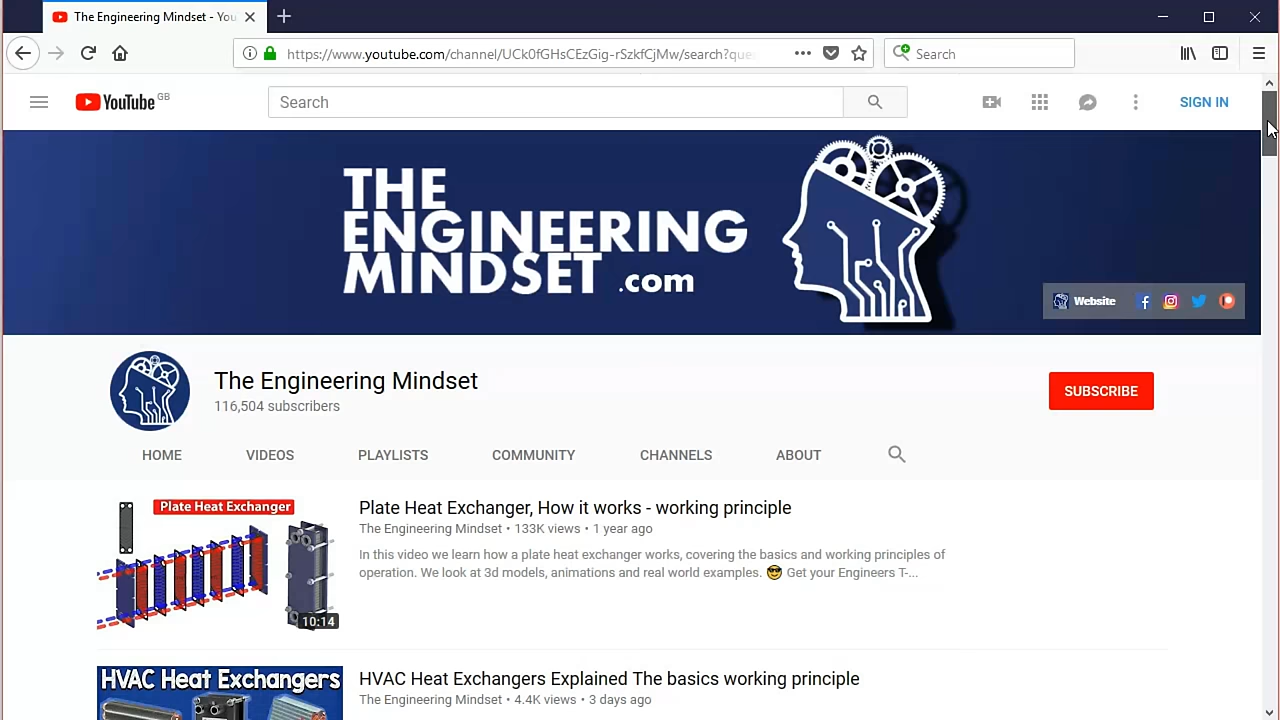 The Engineering Mindset - You
https://www.youtube.com/channel/UCk0fGHsCEzGig-rSzkfCjMw/search?que
Search
YouTube GB
Search
SIGN IN
THE
ENGINEERING
MINDSET .com
Website
The Engineering Mindset
116,504 subscribers
SUBSCRIBE
HOME VIDEOS PLAYLISTS COMMUNITY CHANNELS ABOUT
Plate Heat Exchanger
10:14
Plate Heat Exchanger, How it works - working principle
The Engineering Mindset • 133K views • 1 year ago
In this video we learn how a plate heat exchanger works, covering the basics and working principles of
operation. We look at 3d models, animations and real world examples. 😎 Get your Engineers T-...
HVAC Heat Exchangers
HVAC Heat Exchangers Explained The basics working principle
The Engineering Mindset • 4.4K views • 3 days ago